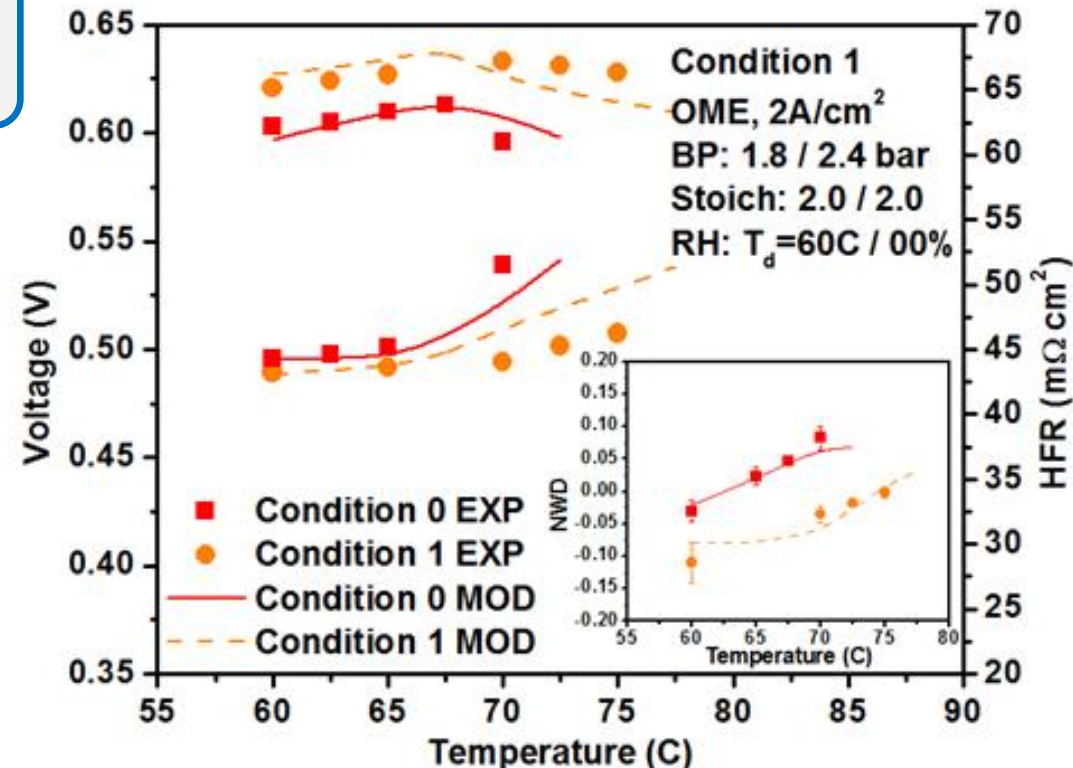 0.65
0.60
0.55
0.50
0.45
0.40
0.35
Voltage (V)
Condition 1
OME, 2A/cm²
BP: 1.8 / 2.4 bar
Stoich: 2.0 / 2.0
RH: Td=60C / 00%
70
65
60
55
50
45
40
35
30
25
20
HFR (mΩ cm²)
Condition 0 EXP
Condition 1 EXP
Condition 0 MOD
Condition 1 MOD
0.20
0.15
0.10
0.05
0.00
-0.05
-0.10
-0.15
-0.20
NWD
55 60 65 70 75 80
Temperature (C)
55 60 65 70 75 80 85 90
Temperature (C)